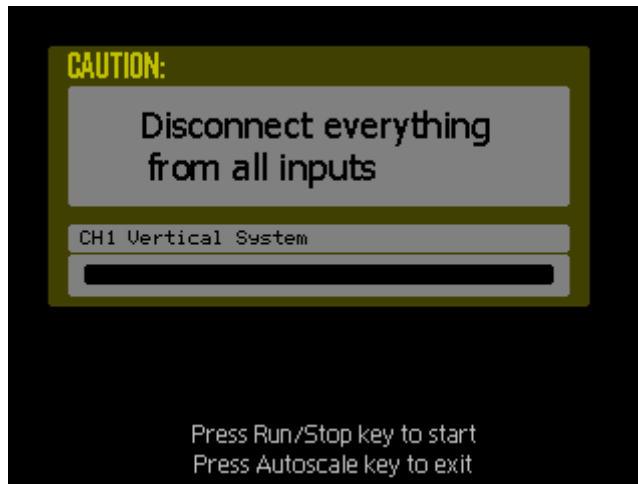 CAUTION:
Disconnect everything
from all inputs
CH1 Vertical System
Press Run/Stop key to start
Press Autoscale key to exit